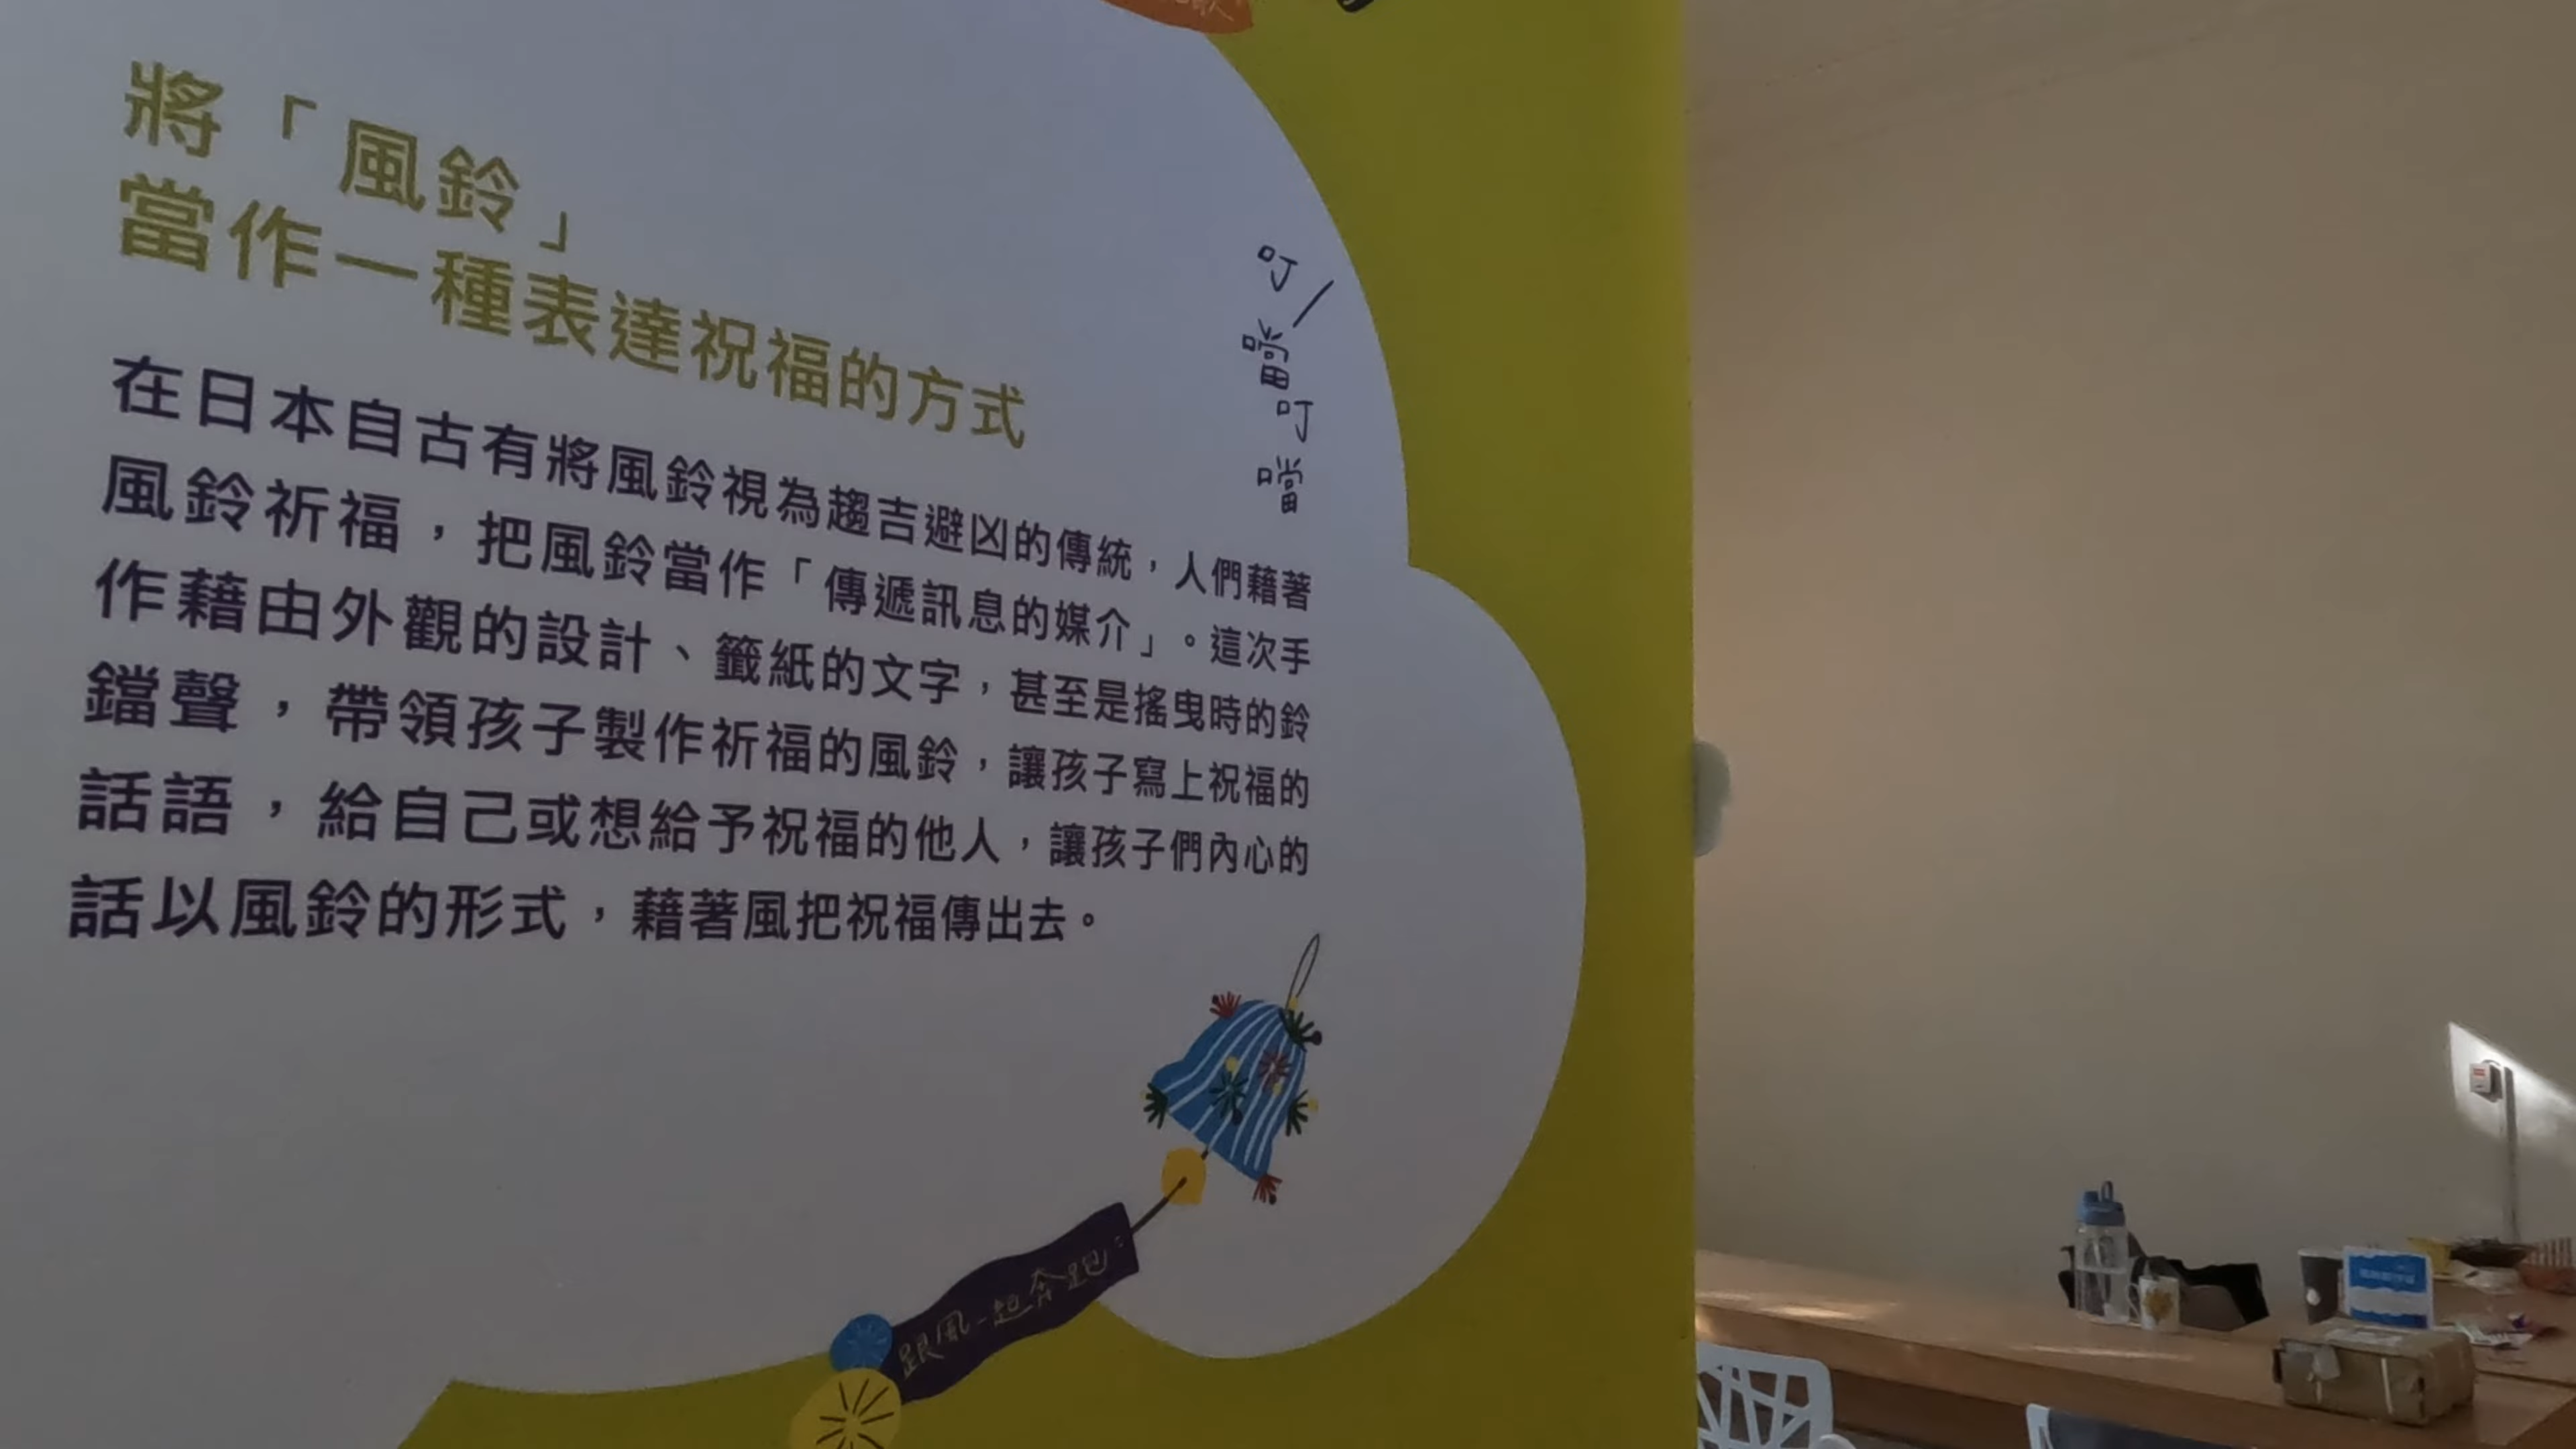 將「風鈴」
當作一種表達祝福的方式
在日本自古有將風鈴視為趨吉避凶的傳統，人們藉著
風鈴祈福，把風鈴當作「傳遞訊息的媒介」。這次手
作藉由外觀的設計、籤紙的文字，甚至是搖曳時的鈴
鐺聲，帶領孩子製作祈福的風鈴，讓孩子寫上祝福的
話語，給自己或想給予祝福的他人，讓孩子們內心的
話以風鈴的形式，藉著風把祝福傳出去。
叮
噹
叮
噹
跟風一起奔跑